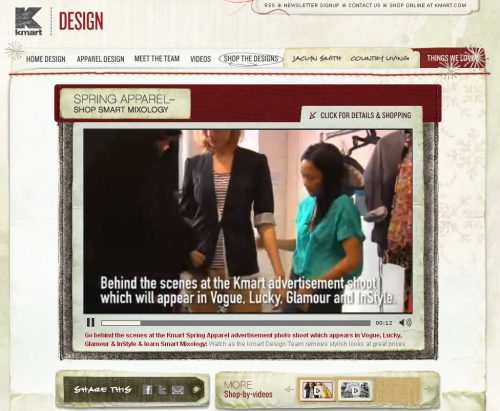 RSS ✳ NEWSLETTER SIGNUP ✳ CONTACT US ✳ SHOP ONLINE AT KMART.COM
K
kmart
DESIGN
HOME DESIGN APPAREL DESIGN MEET THE TEAM VIDEOS SHOP THE DESIGNS JACLYN SMITH COUNTRY LIVING THINGS WE LOVE
SPRING APPAREL–
SHOP SMART MIXOLOGY
CLICK FOR DETAILS & SHOPPING
Behind the scenes at the Kmart advertisement shoot
which will appear in Vogue, Lucky, Glamour and InStyle.
00:12
Go behind the scenes at the Kmart Spring Apparel advertisement photo shoot which appears in Vogue, Lucky,
Glamour & InStyle & learn Smart Mixology: Watch as the Kmart Design Team remixes stylish looks at great prices
SHARE THIS
MORE
Shop-by-videos